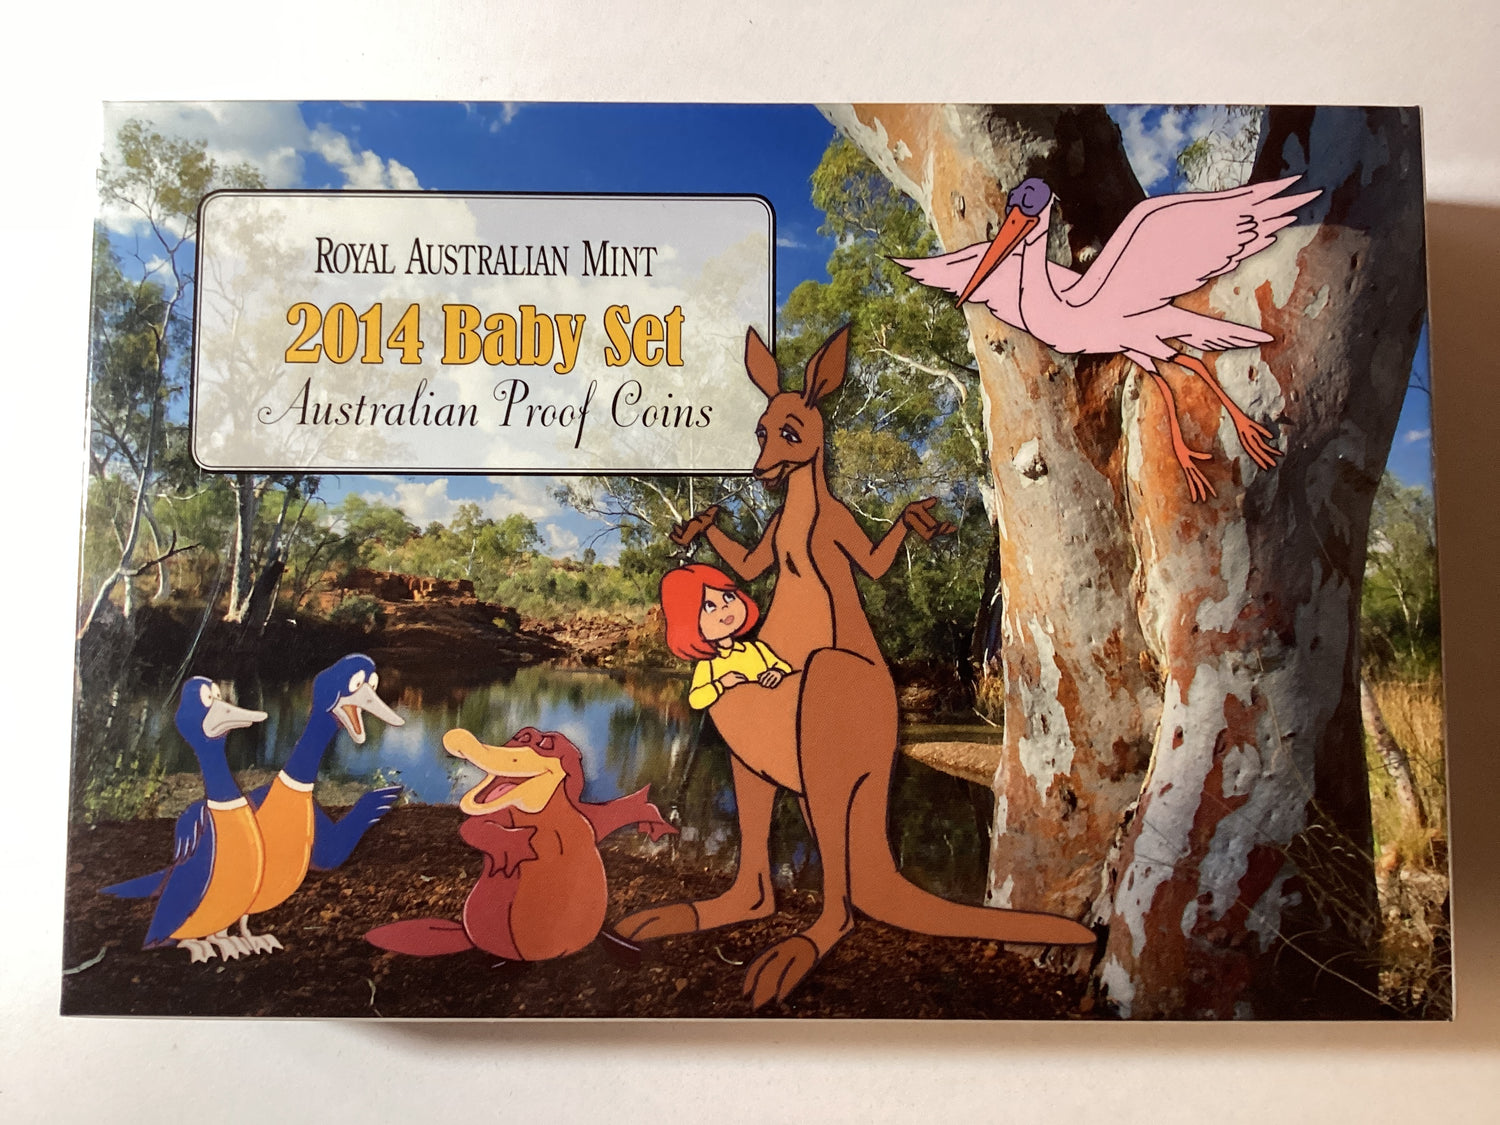 Royal Australian Mint
2014 Baby Set
Australian Proof Coins